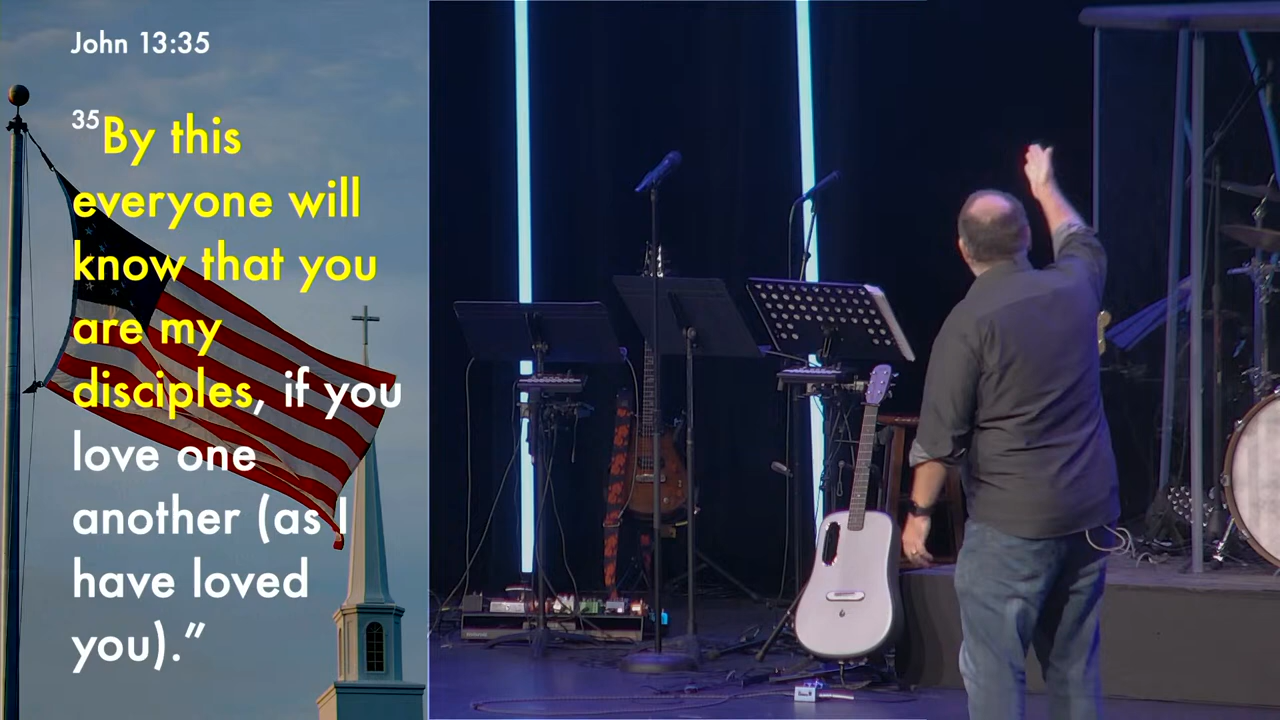 John 13:35
35By this
everyone will
know that you
are my
disciples, if you
love one
another (as I
have loved
you).”